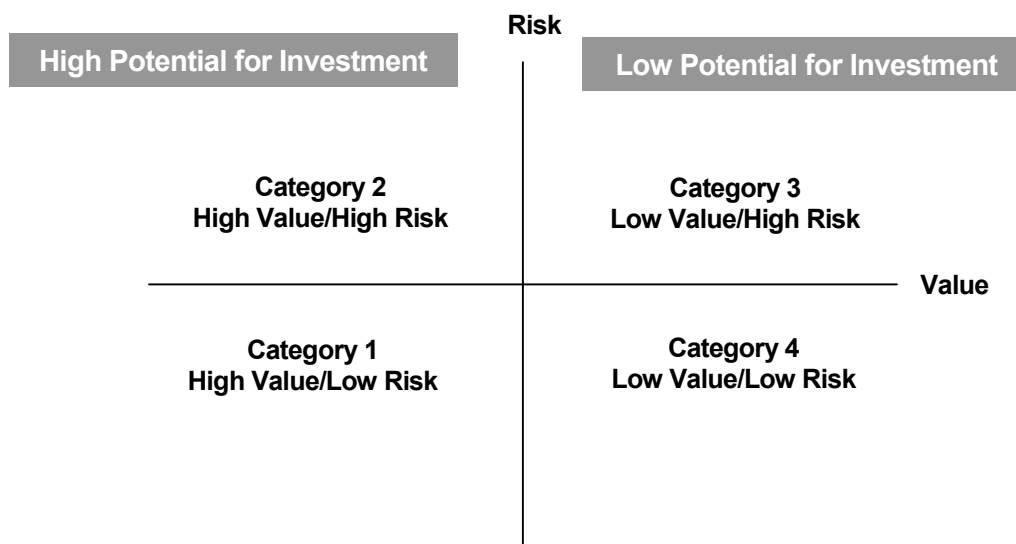 Risk
High Potential for Investment
Low Potential for Investment
Category 2
High Value/High Risk
Category 3
Low Value/High Risk
Value
Category 1
High Value/Low Risk
Category 4
Low Value/Low Risk